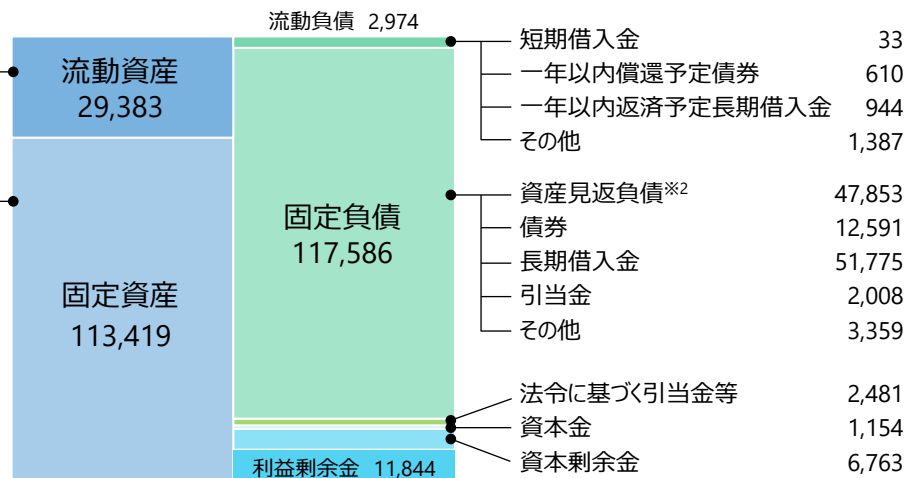 流動負債 2,974
流動資産
29,383
固定資産
113,419
固定負債
117,586
利益剰余金 11,844
短期借入金 33
一年以内償還予定債券 610
一年以内返済予定長期借入金 944
その他 1,387
資産見返負債※2 47,853
債券 12,591
長期借入金 51,775
引当金 2,008
その他 3,359
法令に基づく引当金等 2,481
資本金 1,154
資本剰余金 6,763